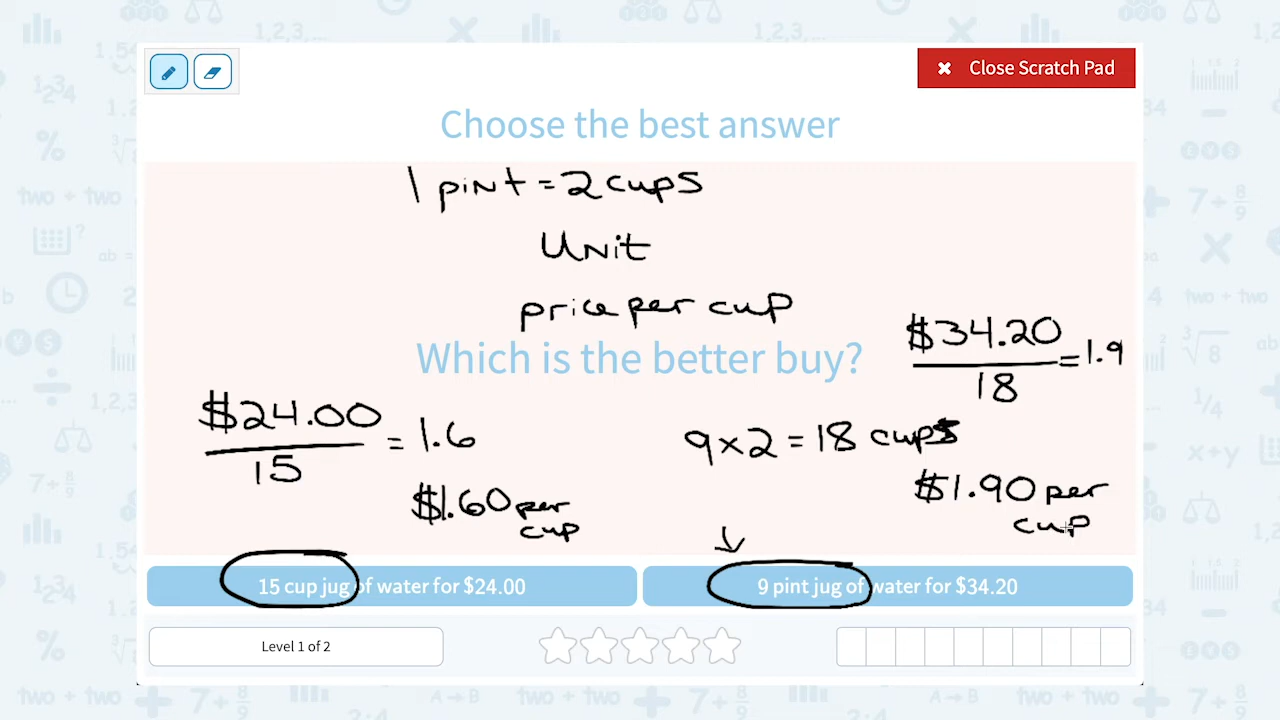 Close Scratch Pad
Choose the best answer
1 pint = 2 cups
Unit
price per cup
$34.20
18
=1.9
Which is the better buy?
$24.00
15
= 1.6
9x2 = 18 cups
$1.60 per
cup
$1.90 per
cup
15 cup jug of water for $24.00
9 pint jug of water for $34.20
Level 1 of 2